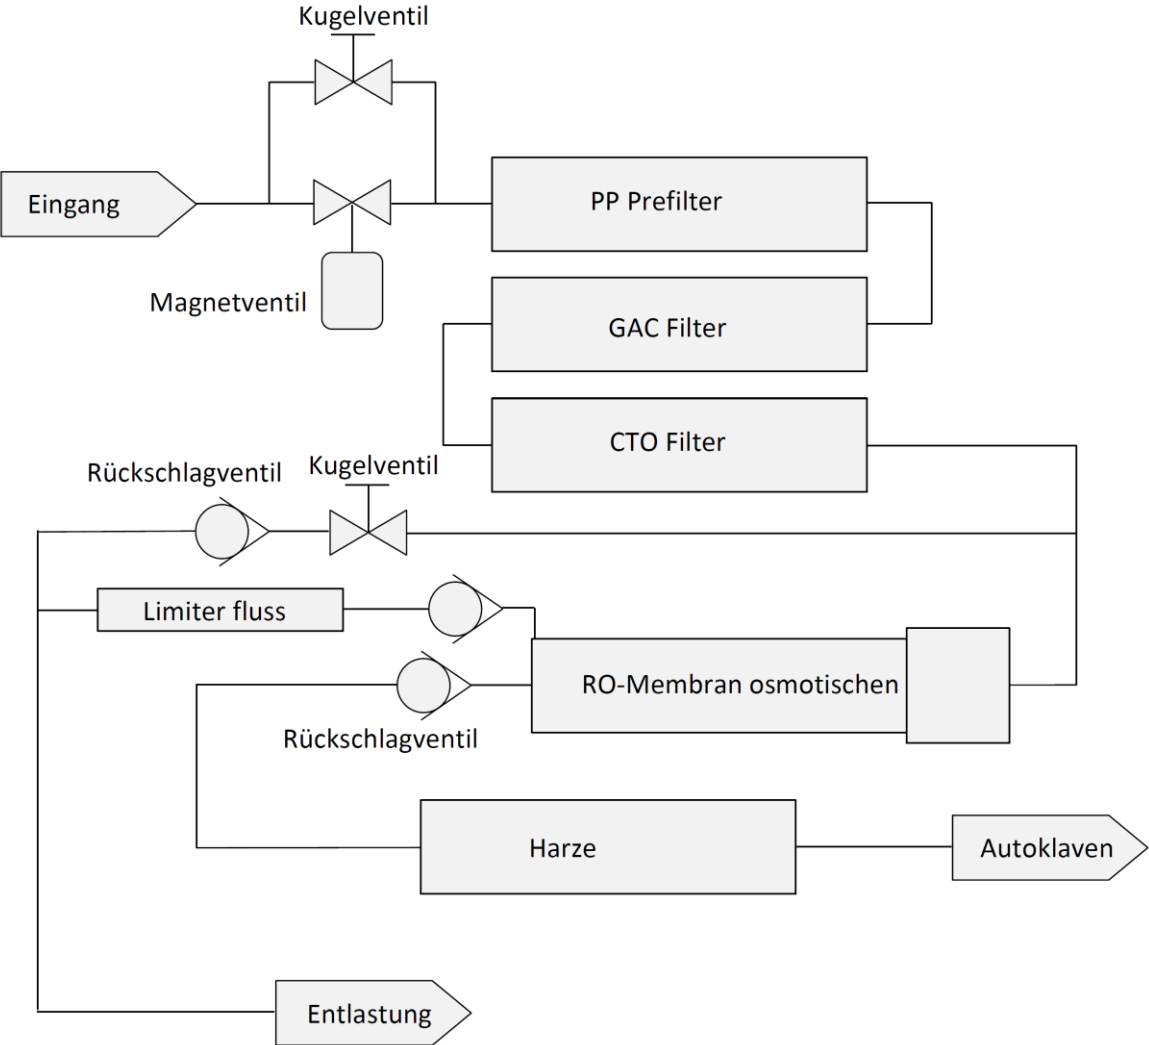 Kugelventil
Eingang
PP Prefilter
Magnetventil
GAC Filter
CTO Filter
Rückschlagventil
Kugelventil
Limiter fluss
RO-Membran osmotischen
Rückschlagventil
Harze
Autoklaven
Entlastung